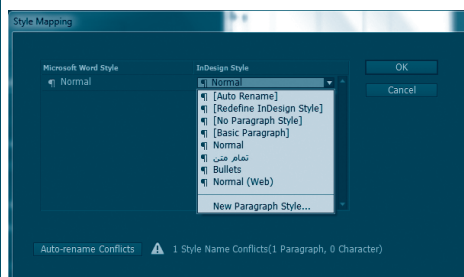 Style Mapping
Microsoft Word Style InDesign Style
¶ Normal ¶ Normal
OK
Cancel
¶ [Auto Rename]
¶ [Redefine InDesign Style]
¶ [No Paragraph Style]
¶ [Basic Paragraph]
¶ Normal
¶ تمام متن
¶ Bullets
¶ Normal (Web)
New Paragraph Style...
Auto-rename Conflicts 1 Style Name Conflicts(1 Paragraph, 0 Character)